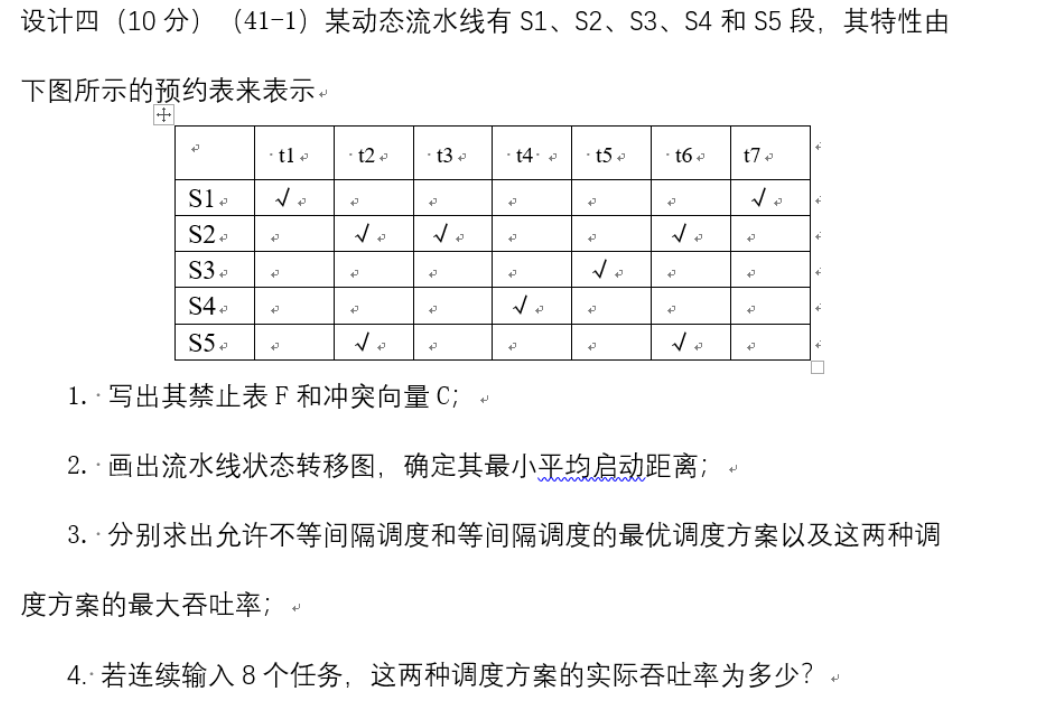 设计四（10 分）（41-1）某动态流水线有 S1、S2、S3、S4 和 S5 段，其特性由
下图所示的预约表来表示
t1 t2 t3 t4 t5 t6 t7
S1 √ √
S2 √ √ √
S3 √
S4 √
S5 √ √
1. 写出其禁止表 F 和冲突向量 C；
2. 画出流水线状态转移图，确定其最小平均启动距离；
3. 分别求出允许不等间隔调度和等间隔调度的最优调度方案以及这两种调
度方案的最大吞吐率；
4. 若连续输入 8 个任务，这两种调度方案的实际吞吐率为多少？